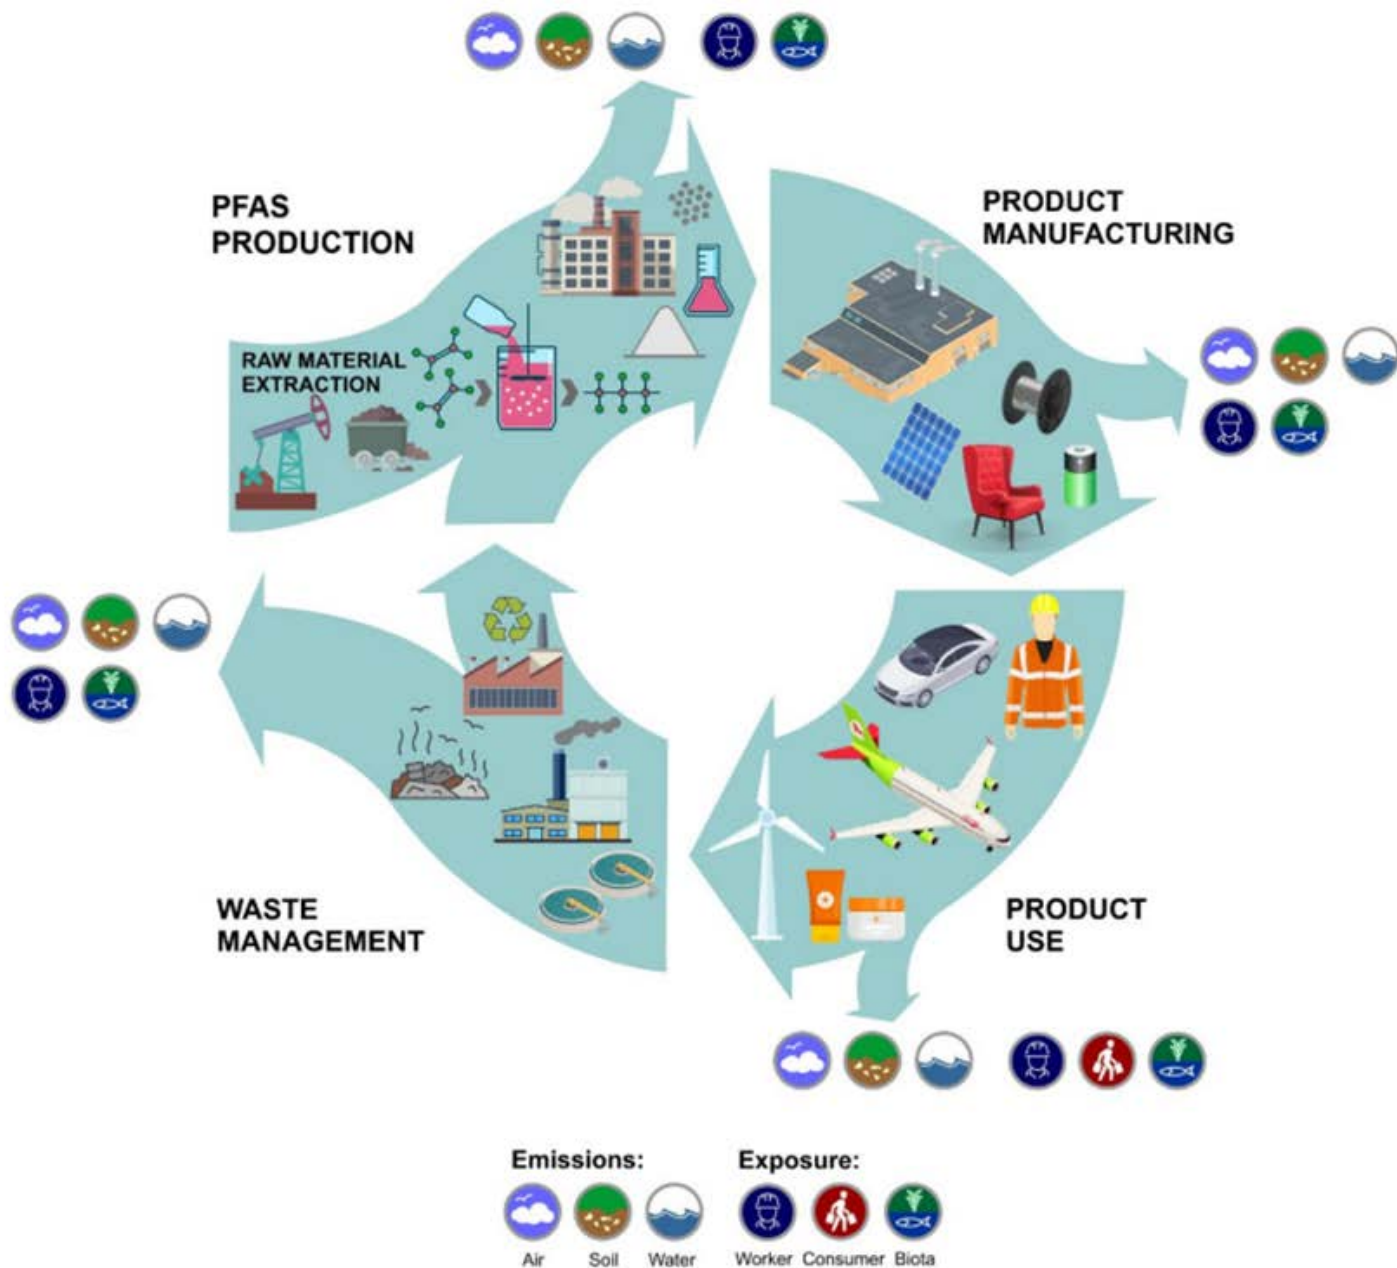 PFAS
PRODUCTION
PRODUCT
MANUFACTURING
RAW MATERIAL
EXTRACTION
WASTE
MANAGEMENT
PRODUCT
USE
Emissions:
Exposure:
Air
Soil
Water
Worker
Consumer
Biota